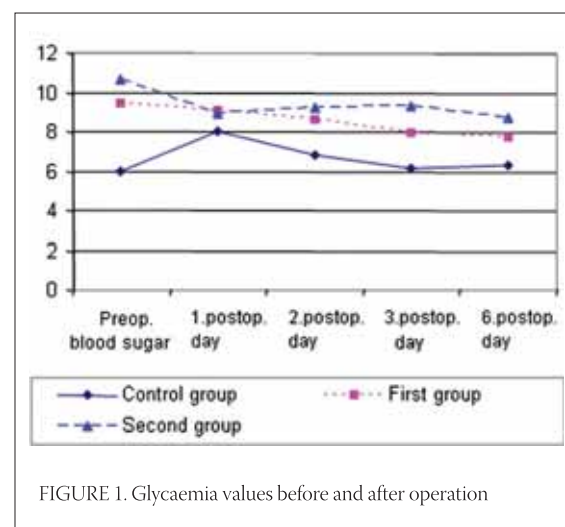 12
10
8
6
4
2
0
Preop. 1.postop. 2.postop. 3.postop. 6.postop.
blood sugar day day day day
Control group First group
Second group
FIGURE 1. Glycaemia values before and after operation